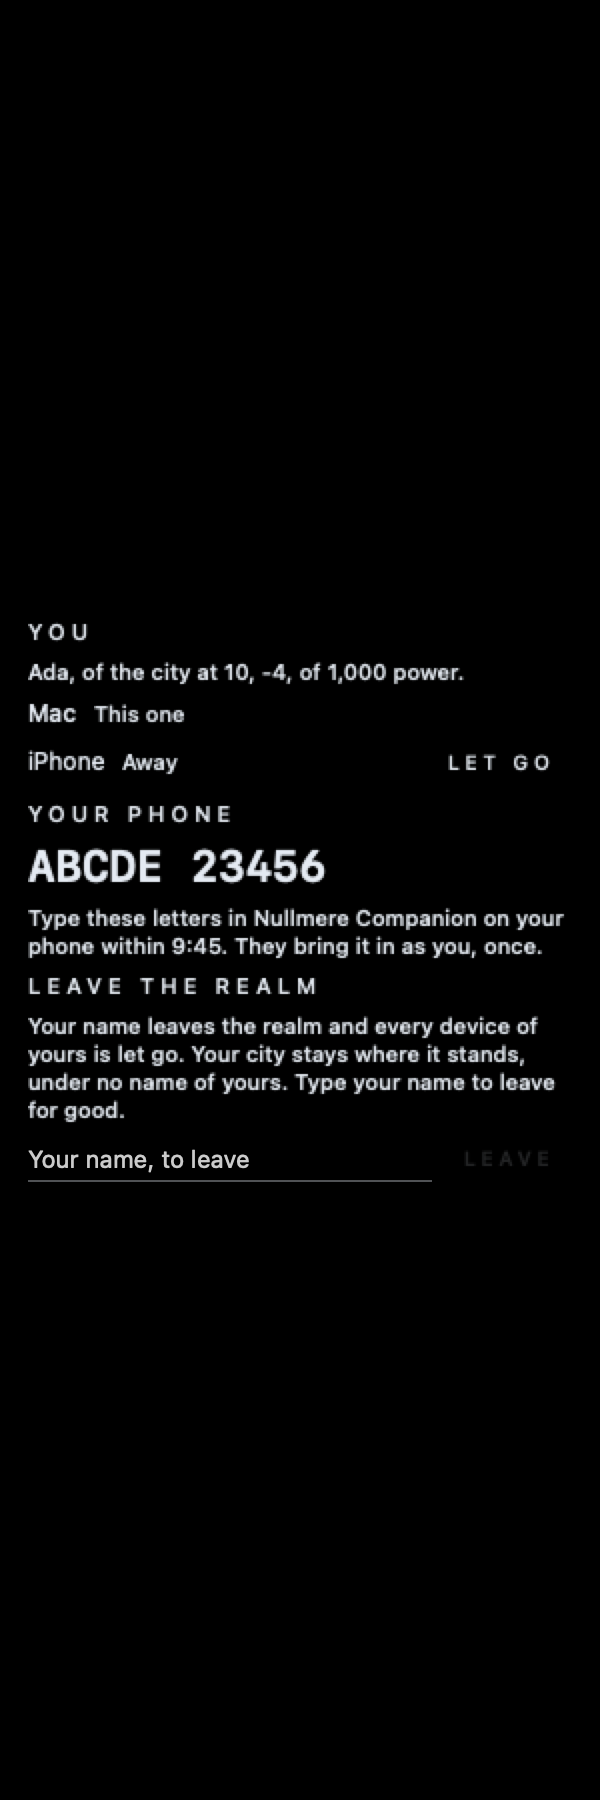 YOU
Ada, of the city at 10, -4, of 1,000 power.
Mac This one
iPhone Away LET GO
YOUR PHONE
ABCDE 23456
Type these letters in Nullmere Companion on your
phone within 9:45. They bring it in as you, once.
LEAVE THE REALM
Your name leaves the realm and every device of
yours is let go. Your city stays where it stands,
under no name of yours. Type your name to leave
for good.
Your name, to leave LEAVE